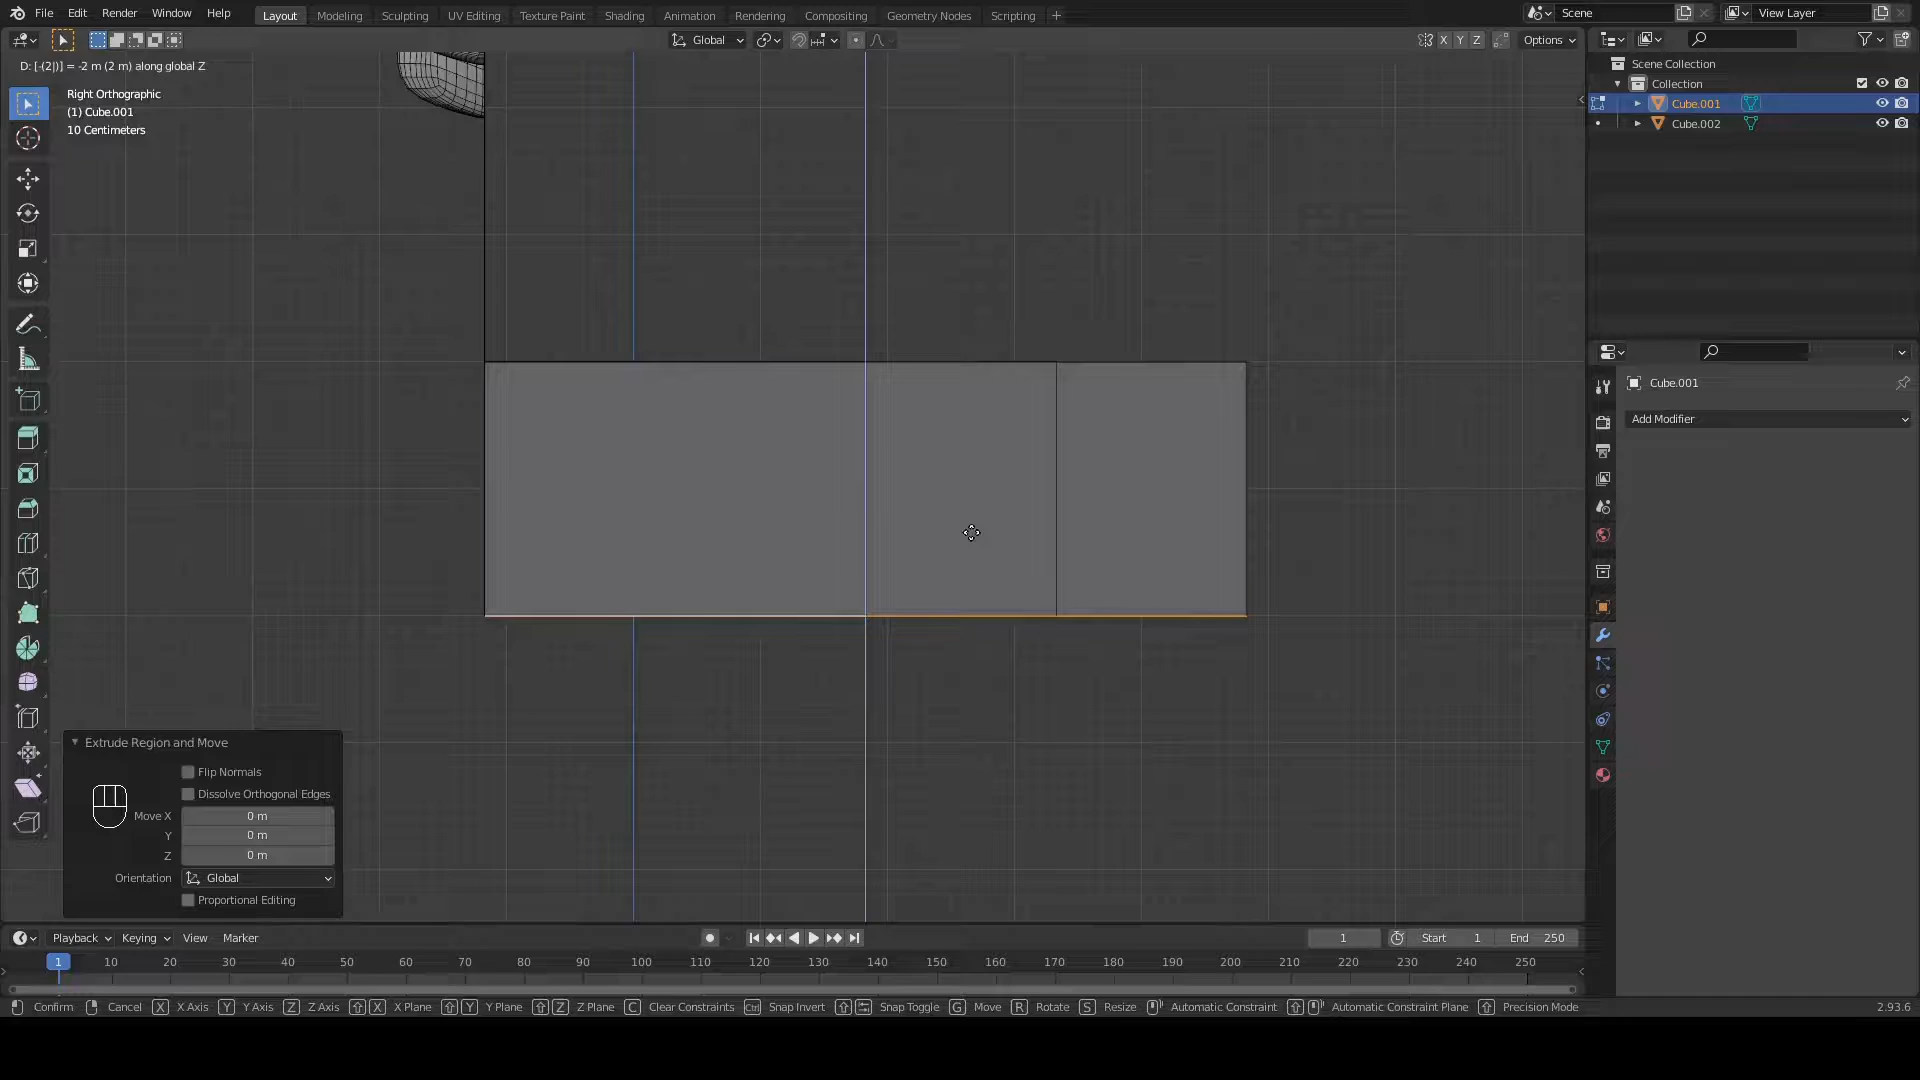 File Edit Render Window Help Layout Modeling Sculpting UV Editing Texture Paint Shading Animation Rendering Compositing Geometry Nodes Scripting + Scene View Layer
Global X Y Z Options
D: [-(2|)] = -2 m (2 m) along global Z
Scene Collection
Right Orthographic
Collection
(1) Cube.001
Cube.001
10 Centimeters
Cube.002
Cube.001
Add Modifier
Extrude Region and Move
Flip Normals
Dissolve Orthogonal Edges
Move X 0 m
Y 0 m
Z 0 m
Orientation Global
Proportional Editing
Playback Keying View Marker 1 Start 1 End 250
1 10 20 30 40 50 60 70 80 90 100 110 120 130 140 150 160 170 180 190 200 210 220 230 240 250
Confirm Cancel X X Axis Y Y Axis Z Z Axis X X Plane Y Y Plane Z Z Plane C Clear Constraints Ctrl Snap Invert Snap Toggle G Move R Rotate S Resize Automatic Constraint Automatic Constraint Plane Precision Mode 2.93.6